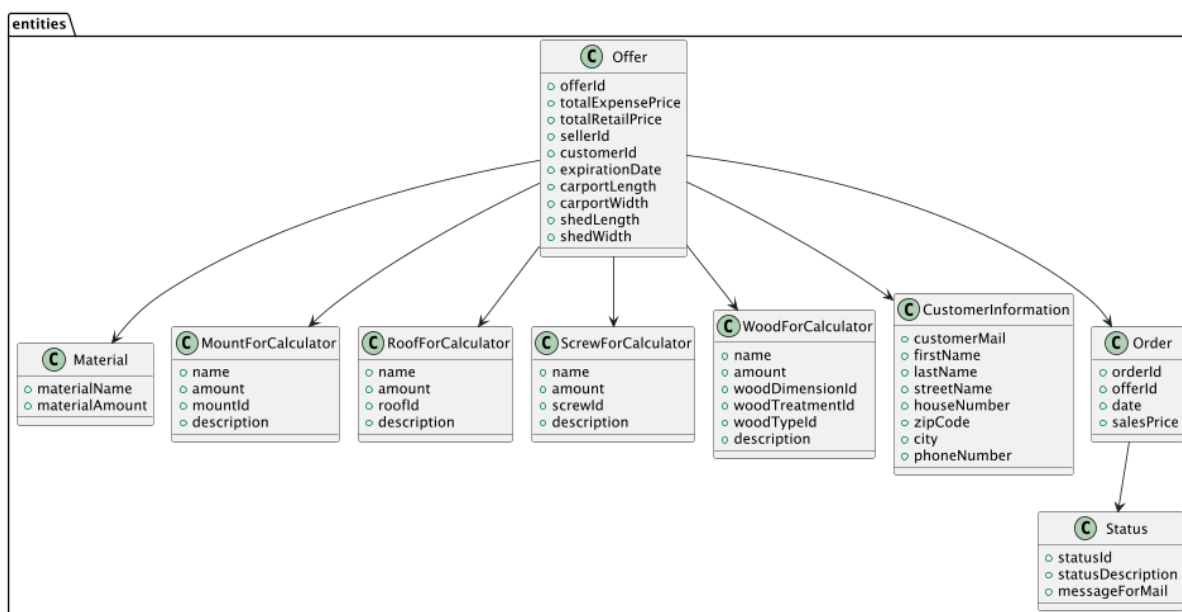 entities
C Offer
offerId
totalExpensePrice
totalRetailPrice
sellerId
customerId
expirationDate
carportLength
carportWidth
shedLength
shedWidth
C Material
materialName
materialAmount
C MountForCalculator
name
amount
mountId
description
C RoofForCalculator
name
amount
roofId
description
C ScrewForCalculator
name
amount
screwId
description
C WoodForCalculator
name
amount
woodDimensionId
woodTreatmentId
woodTypeId
description
C CustomerInformation
customerMail
firstName
lastName
streetName
houseNumber
zipCode
city
phoneNumber
C Order
orderId
offerId
date
salesPrice
C Status
statusId
statusDescription
messageForMail